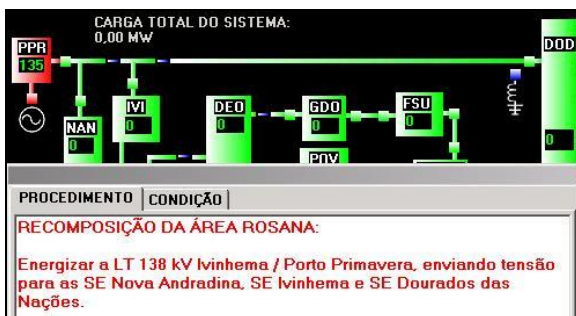 CARGA TOTAL DO SISTEMA:
0,00 MW
PPR
135
DOD
0
NAN
0
IVI
0
DEO
0
GDO
0
FSU
0
POV
PROCEDIMENTO
CONDIÇÃO
RECOMPOSIÇÃO DA ÁREA ROSANA:
Energizar a LT 138 kV Ivinhema / Porto Primavera, enviando tensão
para as SE Nova Andradina, SE Ivinhema e SE Dourados das
Nações.